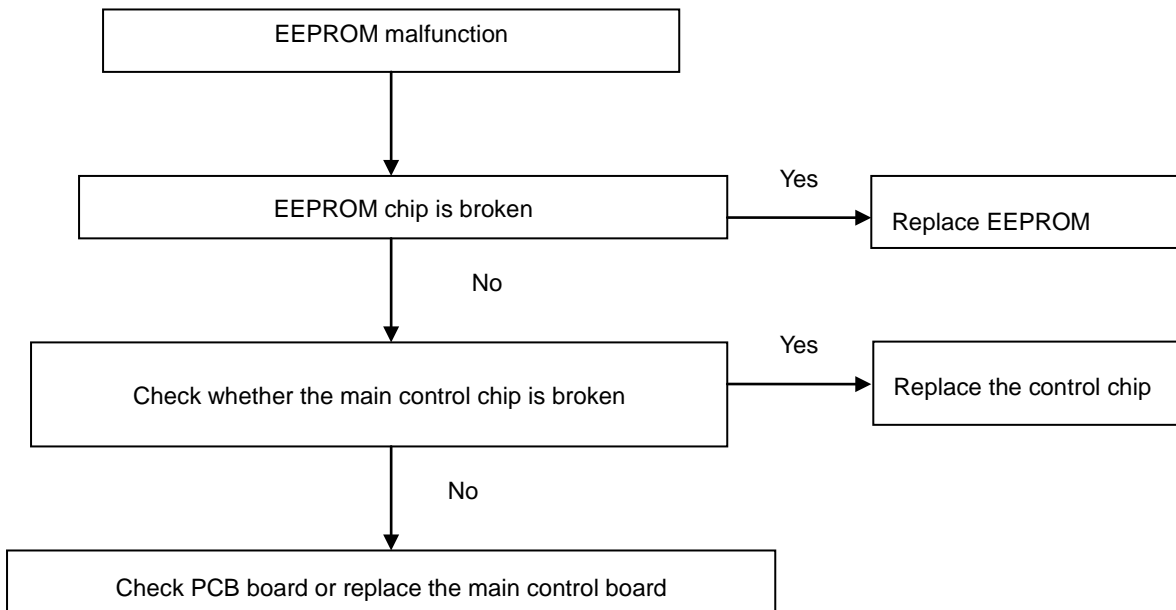 EEPROM malfunction
Yes
EEPROM chip is broken
Replace EEPROM
No
Yes
Check whether the main control chip is broken
Replace the control chip
No
Check PCB board or replace the main control board